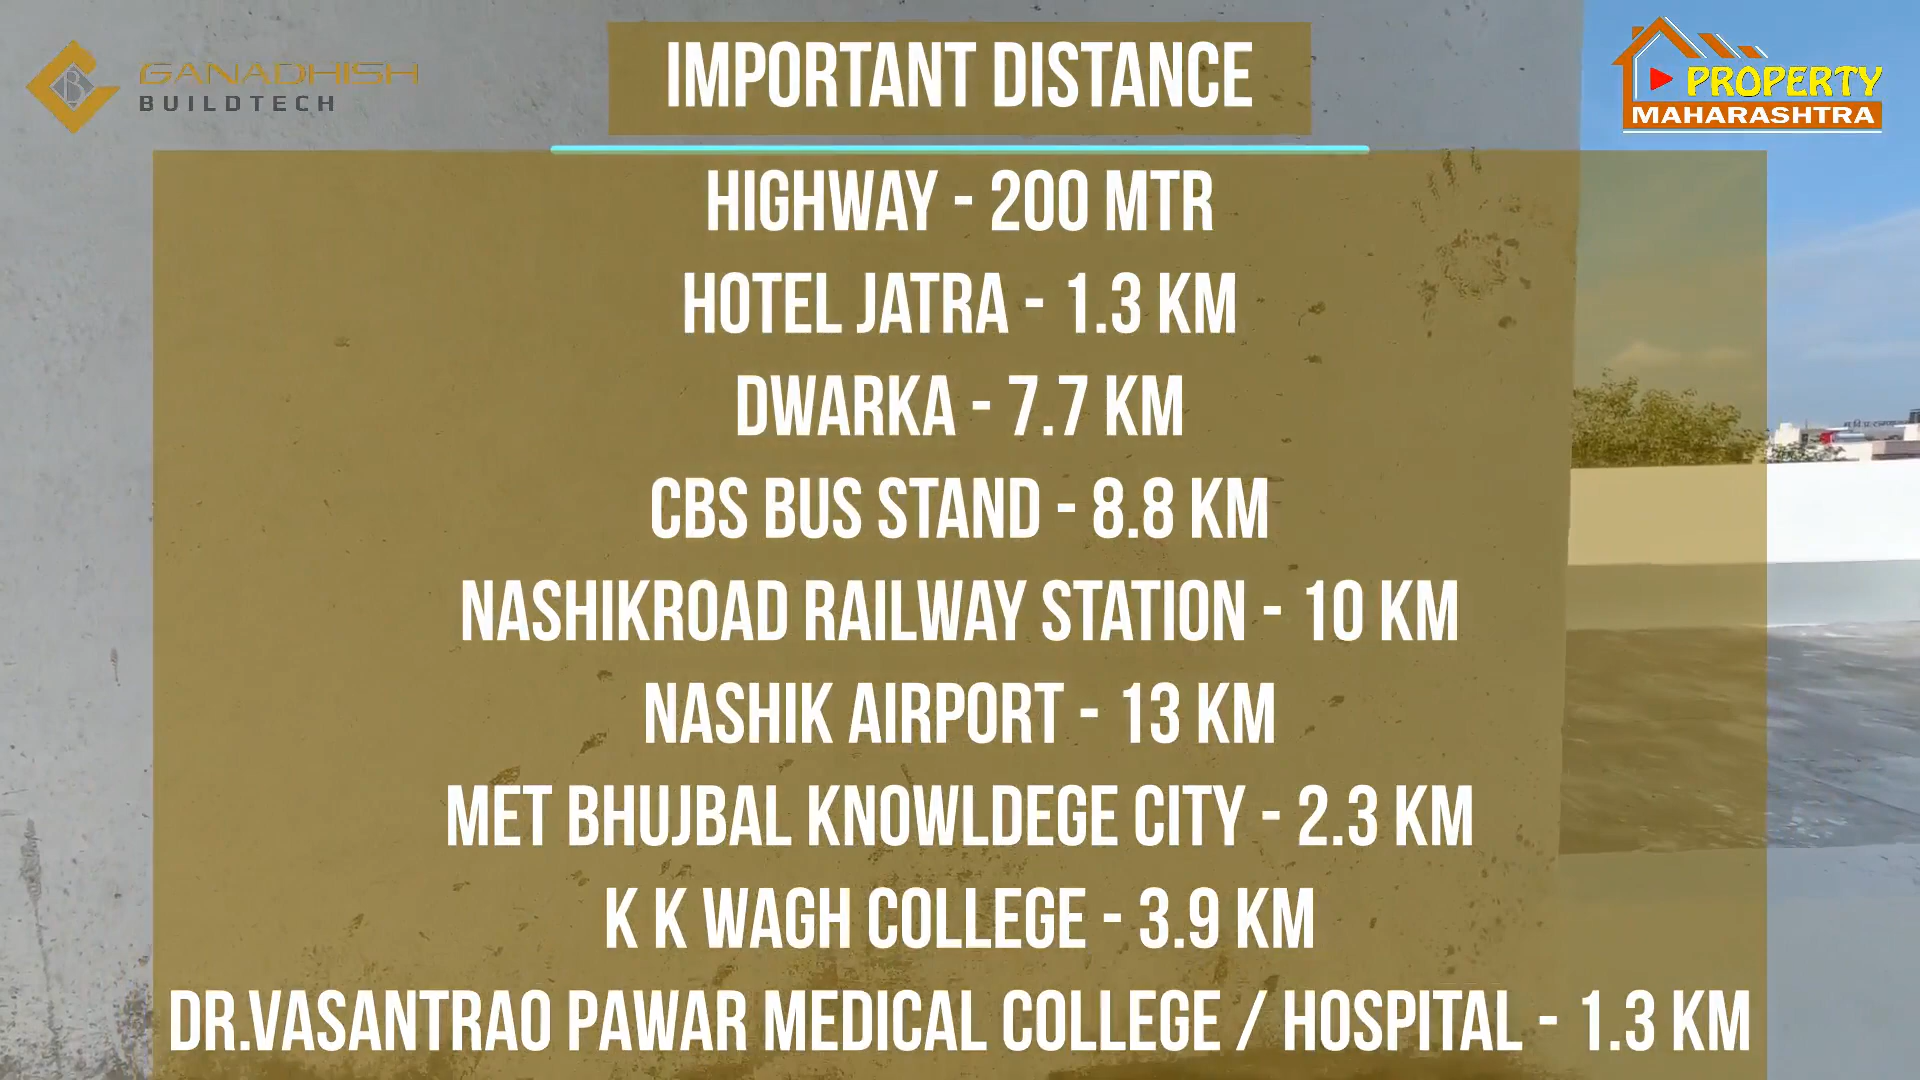 GANADHISH
BUILDTECH
IMPORTANT DISTANCE
PROPERTY
MAHARASHTRA
HIGHWAY - 200 MTR
HOTEL JATRA - 1.3 KM
DWARKA - 7.7 KM
CBS BUS STAND - 8.8 KM
NASHIKROAD RAILWAY STATION - 10 KM
NASHIK AIRPORT - 13 KM
MET BHUJBAL KNOWLDEGE CITY - 2.3 KM
K K WAGH COLLEGE - 3.9 KM
DR.VASANTRAO PAWAR MEDICAL COLLEGE / HOSPITAL - 1.3 KM